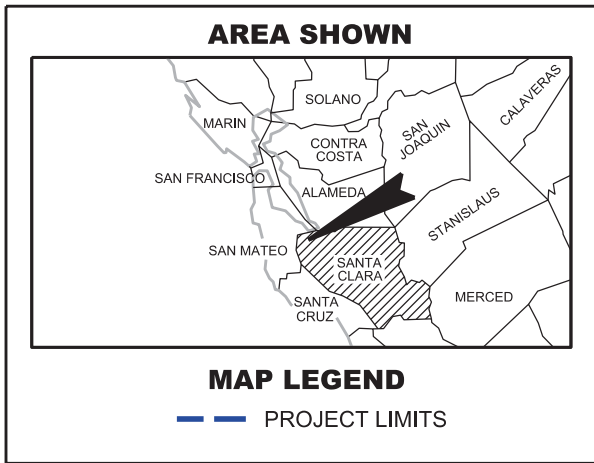 AREA SHOWN
SOLANO
MARIN
CALAVERAS
SAN
JOAQUIN
CONTRA
COSTA
SAN FRANCISCO
ALAMEDA
STANISLAUS
SAN MATEO
SANTA
CLARA
MERCED
SANTA
CRUZ
MAP LEGEND
PROJECT LIMITS